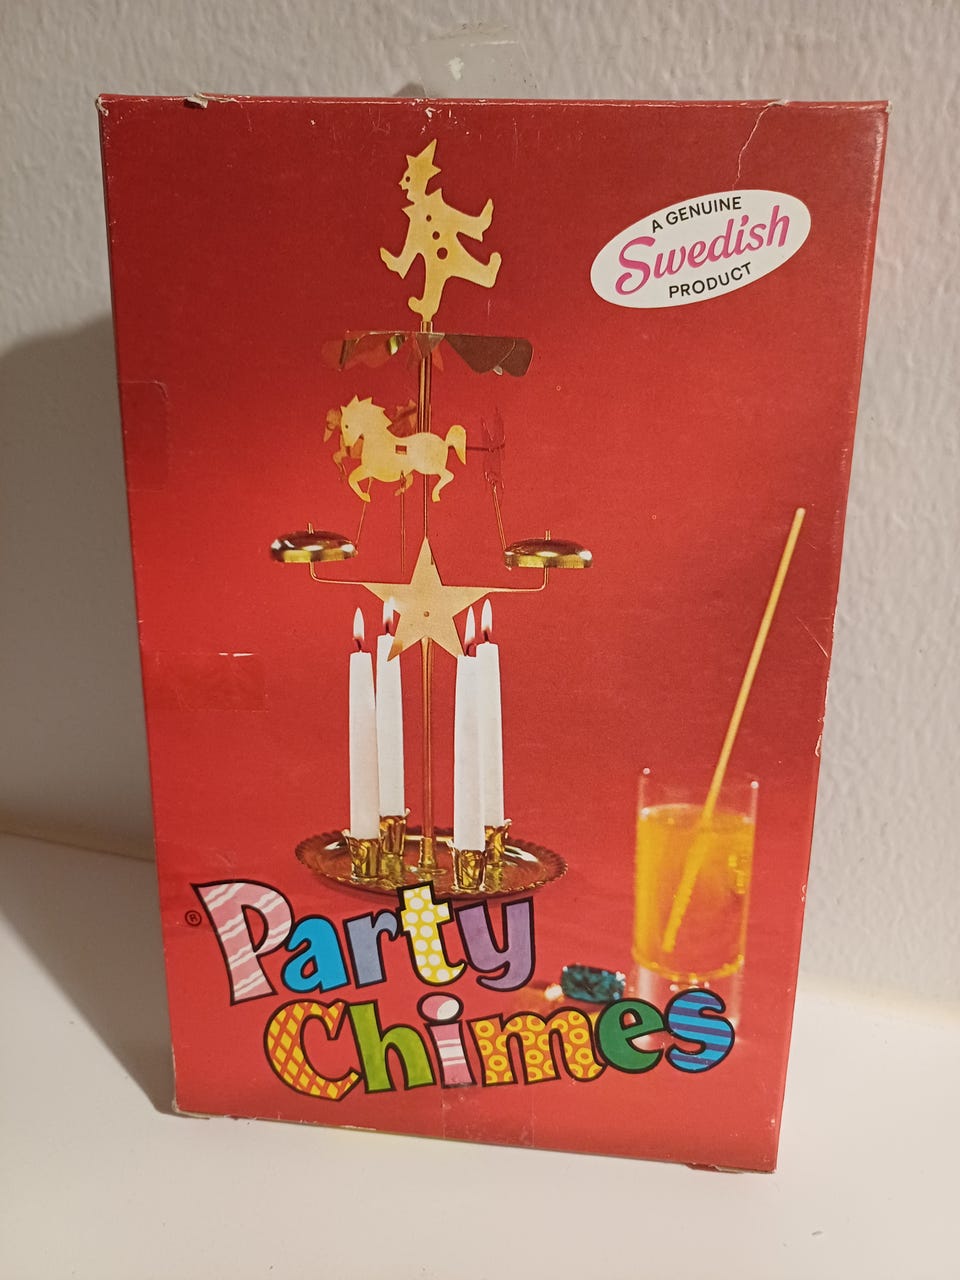 A GENUINE
Swedish
PRODUCT
® Party
Chimes